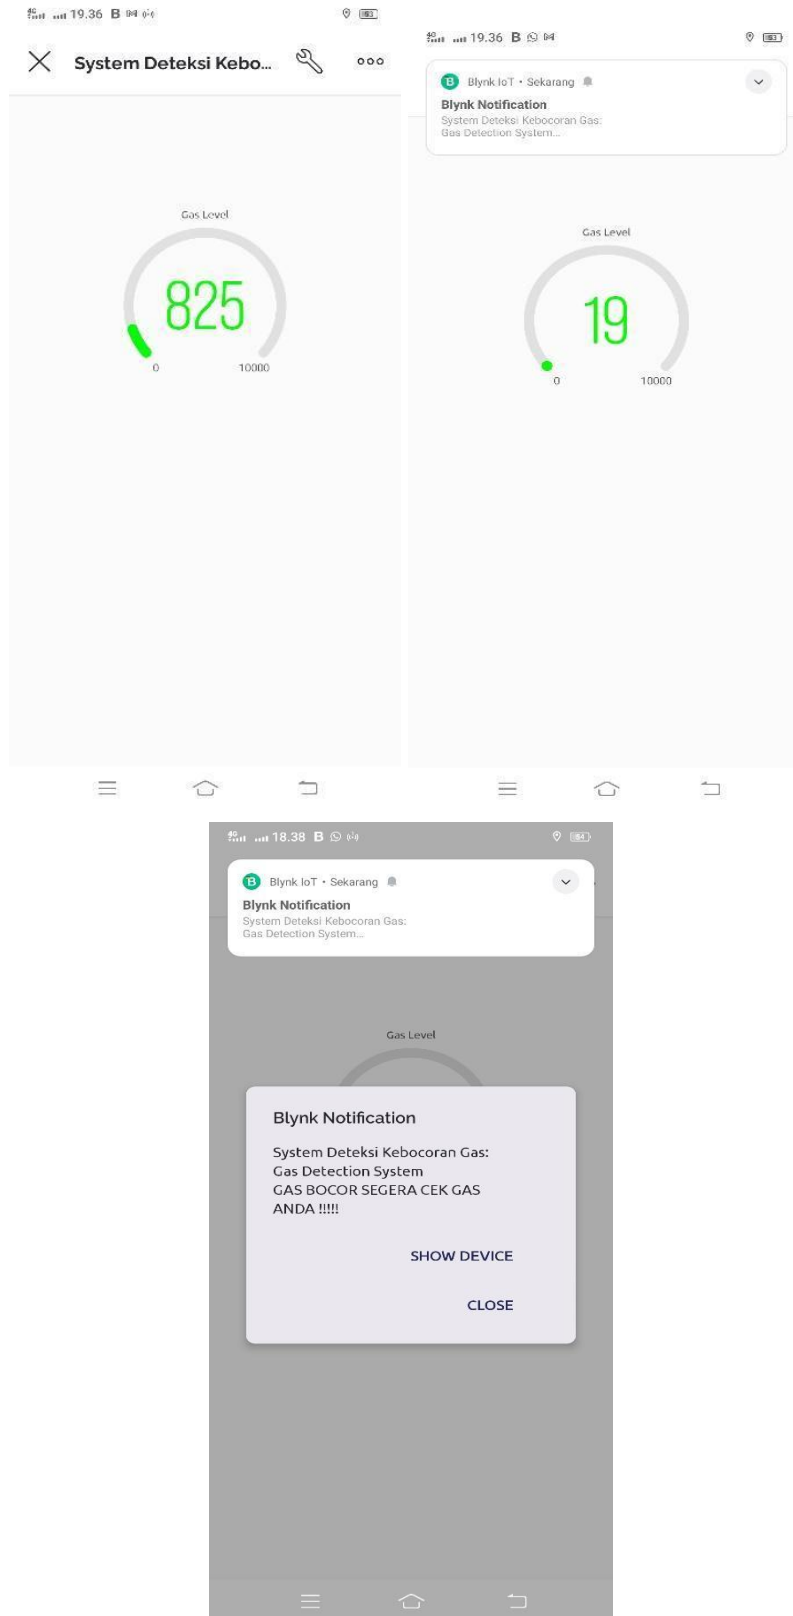 19.36 B
System Deteksi Kebo...
Gas Level
825
0 10000
19.36 B
Blynk IoT • Sekarang
Blynk Notification
System Deteksi Kebocoran Gas:
Gas Detection System...
Gas Level
19
0 10000
18.38 B
Blynk IoT • Sekarang
Blynk Notification
System Deteksi Kebocoran Gas:
Gas Detection System...
Gas Level
Blynk Notification
System Deteksi Kebocoran Gas:
Gas Detection System
GAS BOCOR SEGERA CEK GAS
ANDA !!!!!
SHOW DEVICE
CLOSE